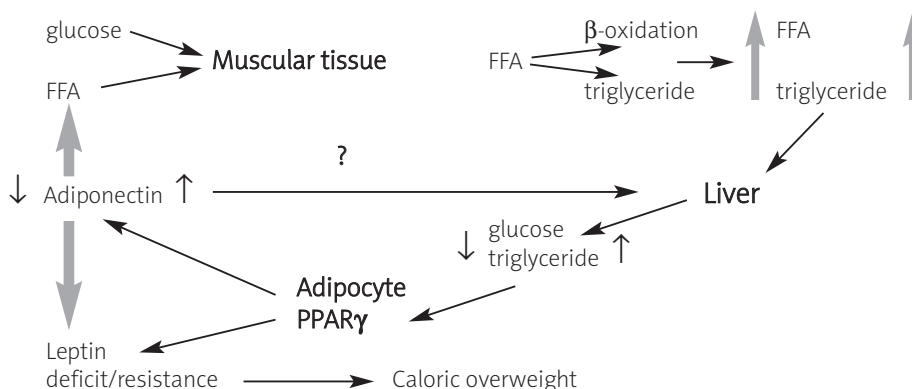 glucose
Muscular tissue
FFA
FFA
β-oxidation
triglyceride
FFA
triglyceride
?
↓ Adiponectin ↑
Liver
↓ glucose
triglyceride ↑
Adipocyte
PPARγ
Leptin
deficit/resistance
Caloric overweight